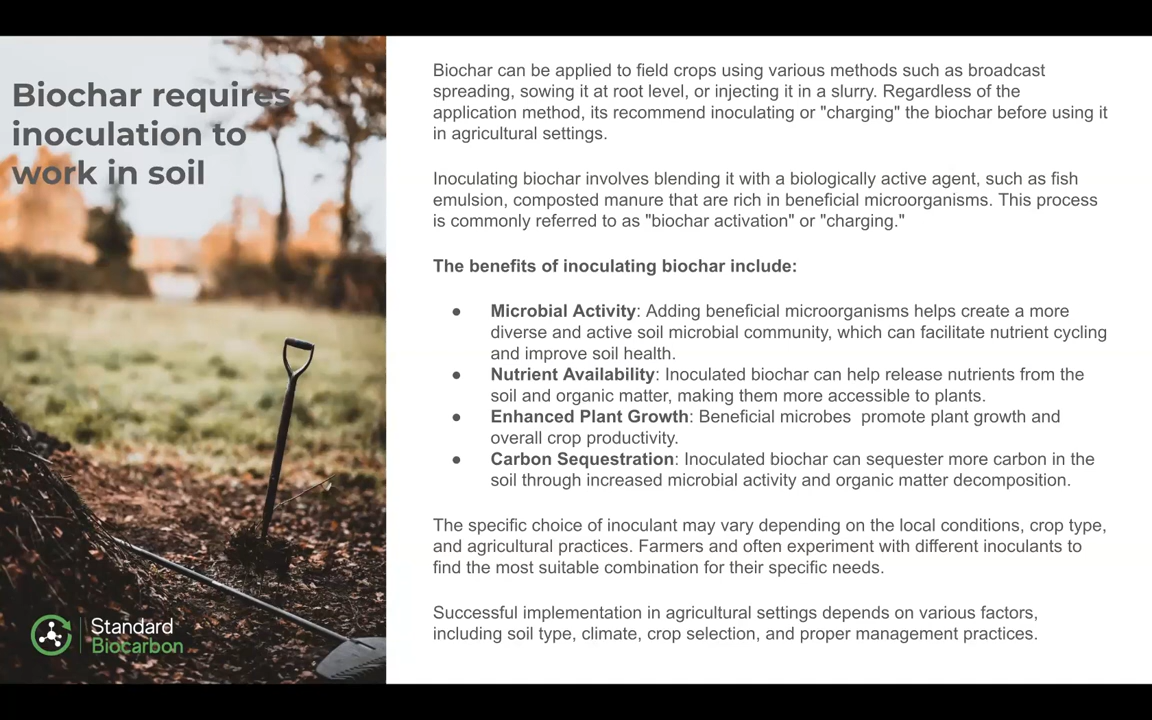 Biochar requires
inoculation to
work in soil
Standard
Biocarbon
Biochar can be applied to field crops using various methods such as broadcast
spreading, sowing it at root level, or injecting it in a slurry. Regardless of the
application method, its recommend inoculating or "charging" the biochar before using it
in agricultural settings.
Inoculating biochar involves blending it with a biologically active agent, such as fish
emulsion, composted manure that are rich in beneficial microorganisms. This process
is commonly referred to as "biochar activation" or "charging."
The benefits of inoculating biochar include:
● Microbial Activity: Adding beneficial microorganisms helps create a more
diverse and active soil microbial community, which can facilitate nutrient cycling
and improve soil health.
● Nutrient Availability: Inoculated biochar can help release nutrients from the
soil and organic matter, making them more accessible to plants.
● Enhanced Plant Growth: Beneficial microbes  promote plant growth and
overall crop productivity.
● Carbon Sequestration: Inoculated biochar can sequester more carbon in the
soil through increased microbial activity and organic matter decomposition.
The specific choice of inoculant may vary depending on the local conditions, crop type,
and agricultural practices. Farmers and often experiment with different inoculants to
find the most suitable combination for their specific needs.
Successful implementation in agricultural settings depends on various factors,
including soil type, climate, crop selection, and proper management practices.